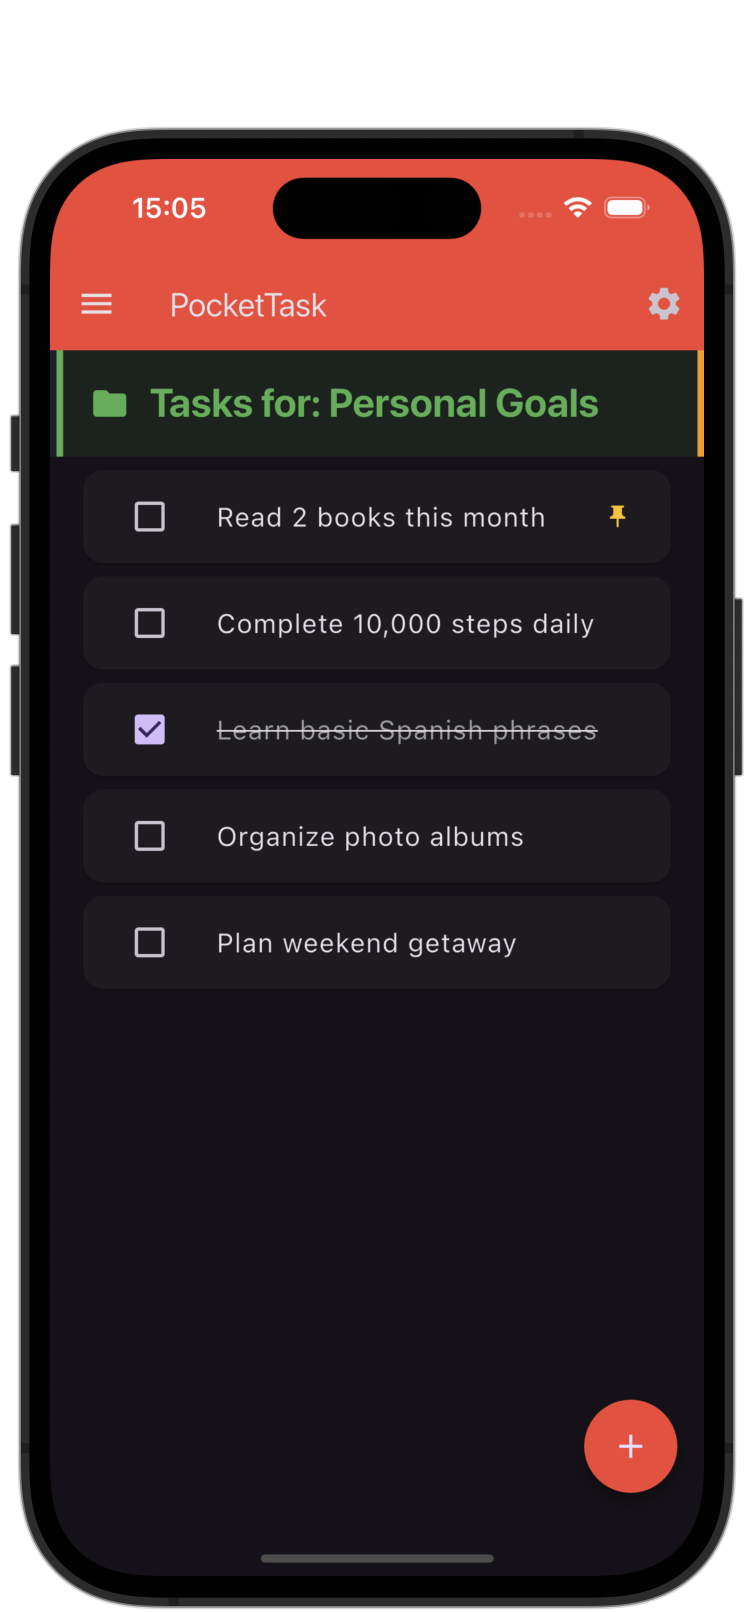 15:05
PocketTask
Tasks for: Personal Goals
Read 2 books this month
Complete 10,000 steps daily
Learn basic Spanish phrases
Organize photo albums
Plan weekend getaway